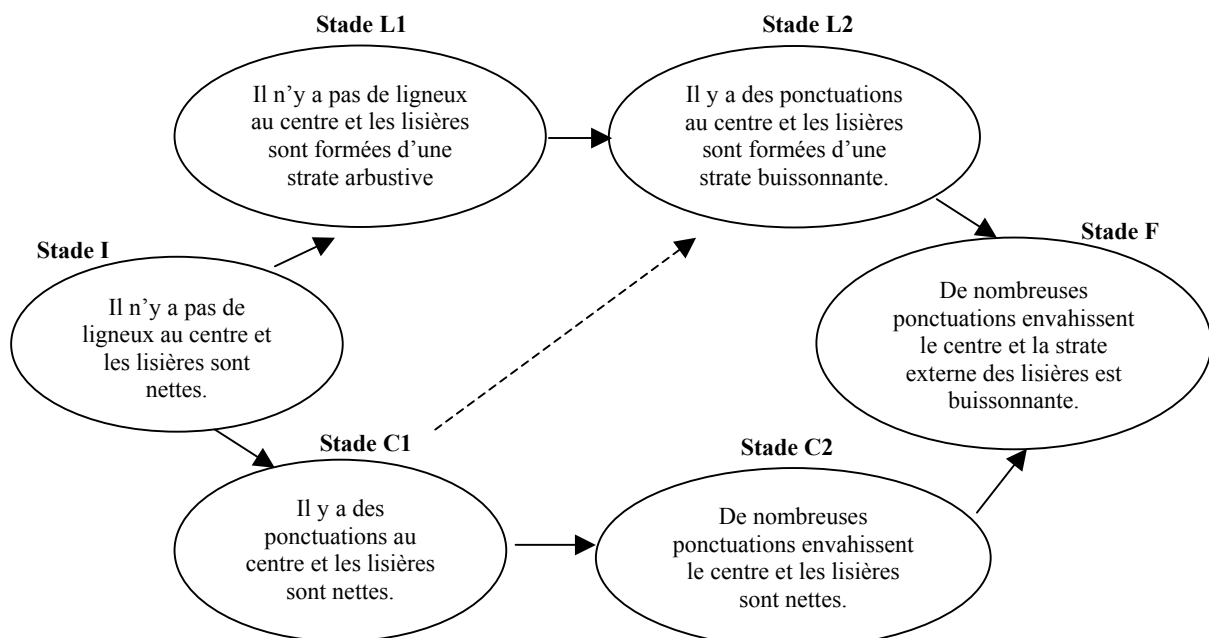 Stade L1
Il n’y a pas de ligneux
au centre et les lisières
sont formées d’une
strate arbustive
Stade L2
Il y a des ponctuations
au centre et les lisières
sont formées d’une
strate buissonnante.
Stade I
Il n’y a pas de
ligneux au centre et
les lisières sont
nettes.
Stade F
De nombreuses
ponctuations envahissent
le centre et la strate
externe des lisières est
buissonnante.
Stade C1
Il y a des
ponctuations au
centre et les lisières
sont nettes.
Stade C2
De nombreuses
ponctuations envahissent
le centre et les lisières
sont nettes.